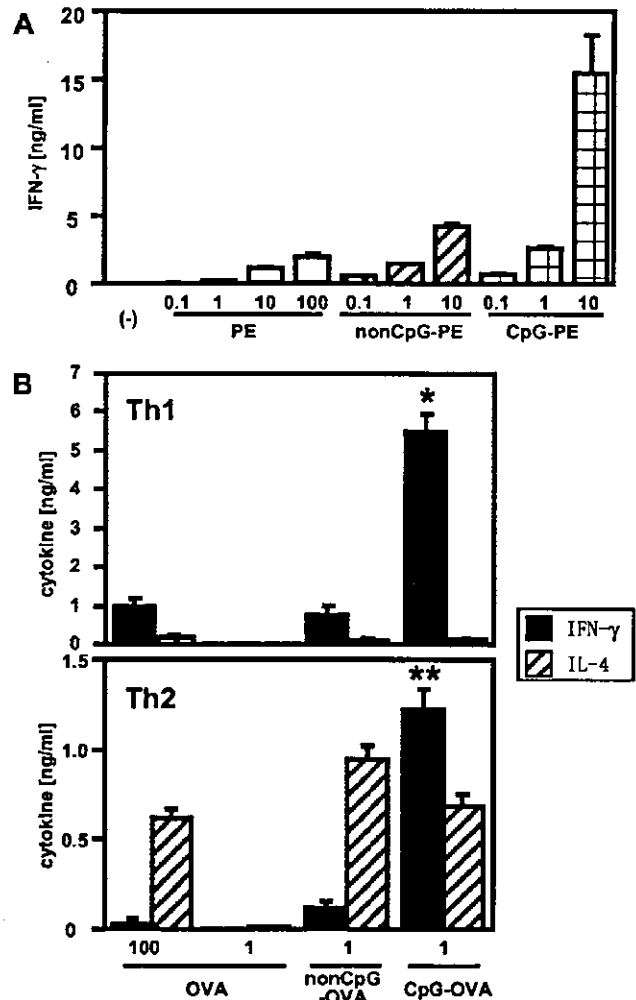 A
20
15
10
5
0
IFN-γ [ng/ml]
(-) 0.1 1 10 100 0.1 1 10 0.1 1 10
PE nonCpG-PE CpG-PE
B
7
6
5
4
3
2
1
0
cytokine [ng/ml]
Th1
*
IFN-γ
IL-4
1.5
1.0
0.5
0
cytokine [ng/ml]
Th2
**
100 1 1 1
OVA nonCpG CpG-OVA
-OVA